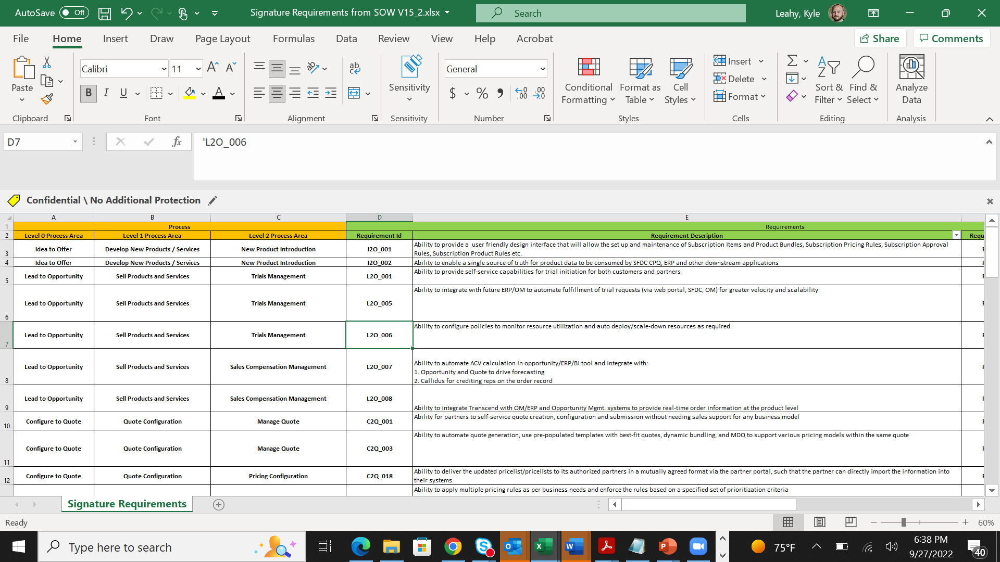 AutoSave Off
Signature Requirements from SOW V15_2.xlsx
Search
Leahy, Kyle
File Home Insert Draw Page Layout Formulas Data Review View Help Acrobat
Share Comments
Paste
Clipboard
Calibri 11
B I U
A A
Font
ab
Alignment
Sensitivity
Sensitivity
General
$ % 9 .00 .00
Number
Conditional Formatting
Format as Table
Cell Styles
Styles
Insert
Delete
Format
Cells
Sort & Filter
Find & Select
Editing
Analyze Data
Analysis
D7
fx
'L2O_006
Confidential \ No Additional Protection
A B C D E
1 Process Requirements
2 Level 0 Process Area Level 1 Process Area Level 2 Process Area Requirement Id Requirement Description Requ
3 Idea to Offer Develop New Products / Services New Product Introduction I2O_001 Ability to provide a user friendly design interface that will allow the set up and maintenance of Subscription Items and Product Bundles, Subscription Pricing Rules, Subscription Approval
Rules, Subscription Product Rules etc.
4 Idea to Offer Develop New Products / Services New Product Introduction I2O_002 Ability to enable a single source of truth for product data to be consumed by SFDC CPQ, ERP and other downstream applications
5 Lead to Opportunity Sell Products and Services Trials Management L2O_001 Ability to provide self-service capabilities for trial initiation for both customers and partners
6 Lead to Opportunity Sell Products and Services Trials Management L2O_005 Ability to integrate with future ERP/OM to automate fulfillment of trial requests (via web portal, SFDC, OM) for greater velocity and scalability
7 Lead to Opportunity Sell Products and Services Trials Management L2O_006 Ability to configure policies to monitor resource utilization and auto deploy/scale-down resources as required
8 Lead to Opportunity Sell Products and Services Sales Compensation Management L2O_007 Ability to automate ACV calculation in opportunity/ERP/BI tool and integrate with:
1. Opportunity and Quote to drive forecasting
2. Callidus for crediting reps on the order record
9 Lead to Opportunity Sell Products and Services Sales Compensation Management L2O_008 Ability to integrate Transcend with OM/ERP and Opportunity Mgmt. systems to provide real-time order information at the product level
10 Configure to Quote Quote Configuration Manage Quote C2Q_001 Ability for partners to self-service quote creation, configuration and submission without needing sales support for any business model
11 Configure to Quote Quote Configuration Manage Quote C2Q_003 Ability to automate quote generation, use pre-populated templates with best-fit quotes, dynamic bundling, and MDQ to support various pricing models within the same quote
12 Configure to Quote Quote Configuration Pricing Configuration C2Q_018 Ability to deliver the updated pricelist/pricelists to its authorized partners in a mutually agreed format via the partner portal, such that the partner can directly import the information into
their systems
Ability to apply multiple pricing rules as per business needs and enforce the rules based on a specified set of prioritization criteria
Signature Requirements
Ready
60%
Type here to search
75°F
6:38 PM
9/27/2022
40